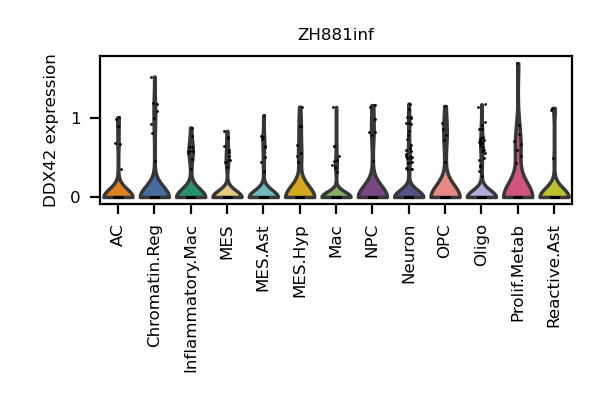 ZH881inf
DDX42 expression
1
0
AC
Chromatin.Reg
Inflammatory.Mac
MES
MES.Ast
MES.Hyp
Mac
NPC
Neuron
OPC
Oligo
Prolif.Metab
Reactive.Ast